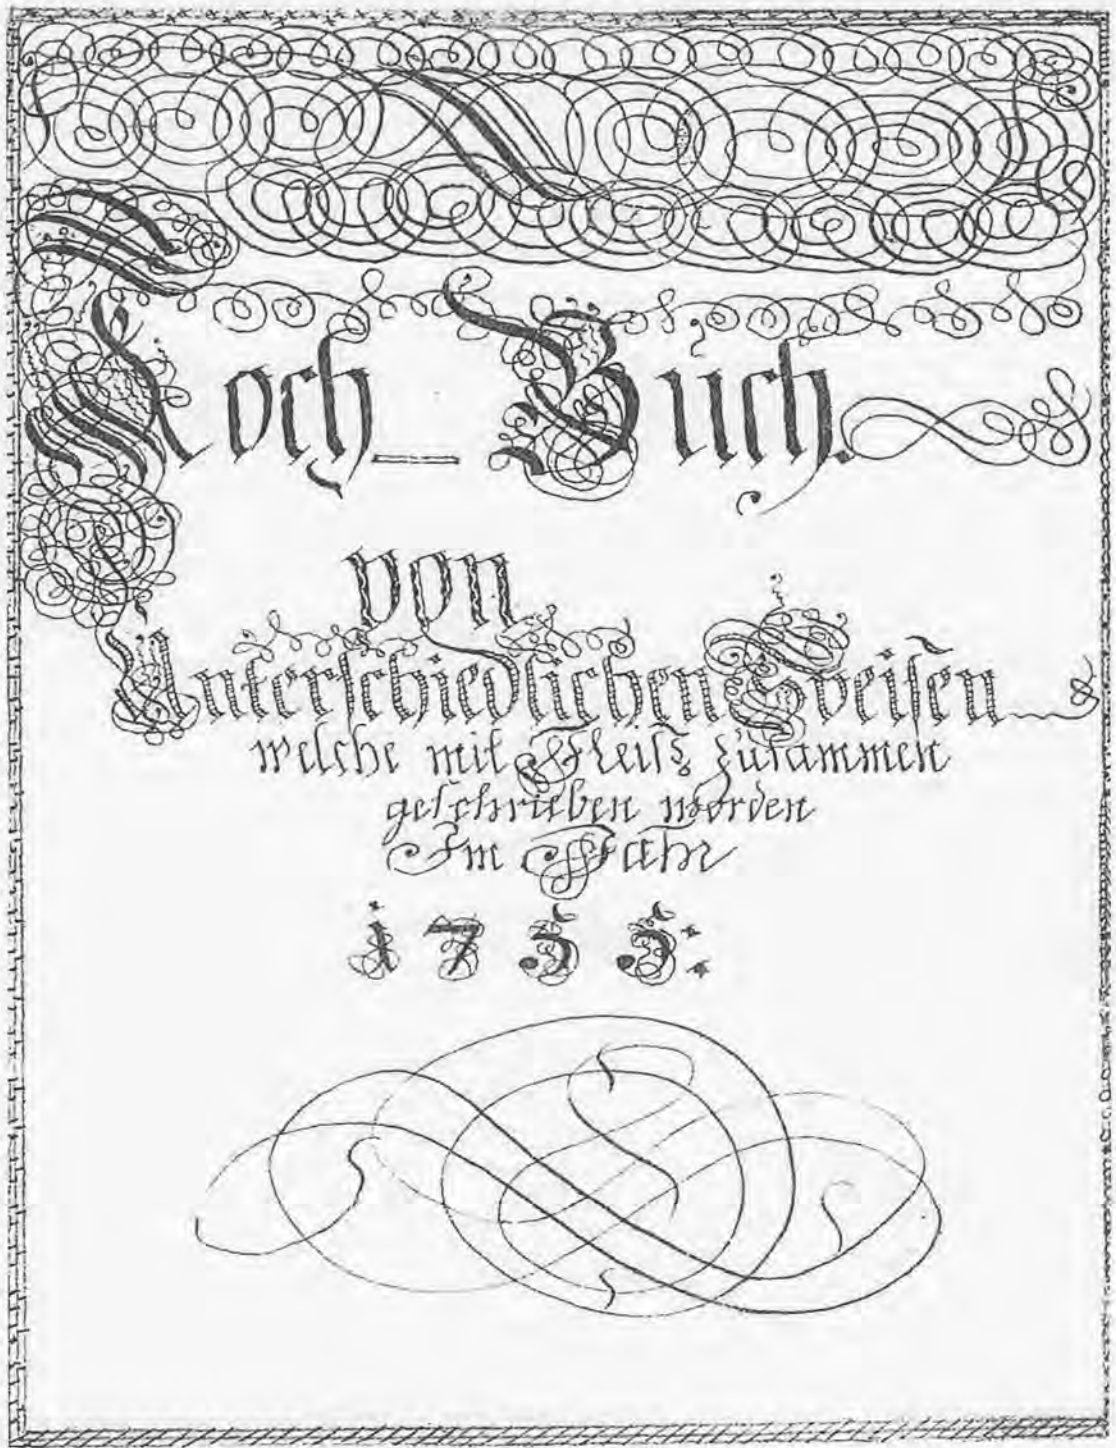 Koch_Buch.
von
Unterschiedlichen Speisen
welche mit Fleiß zusammen
geschrieben worden
Im Jahr
1755: